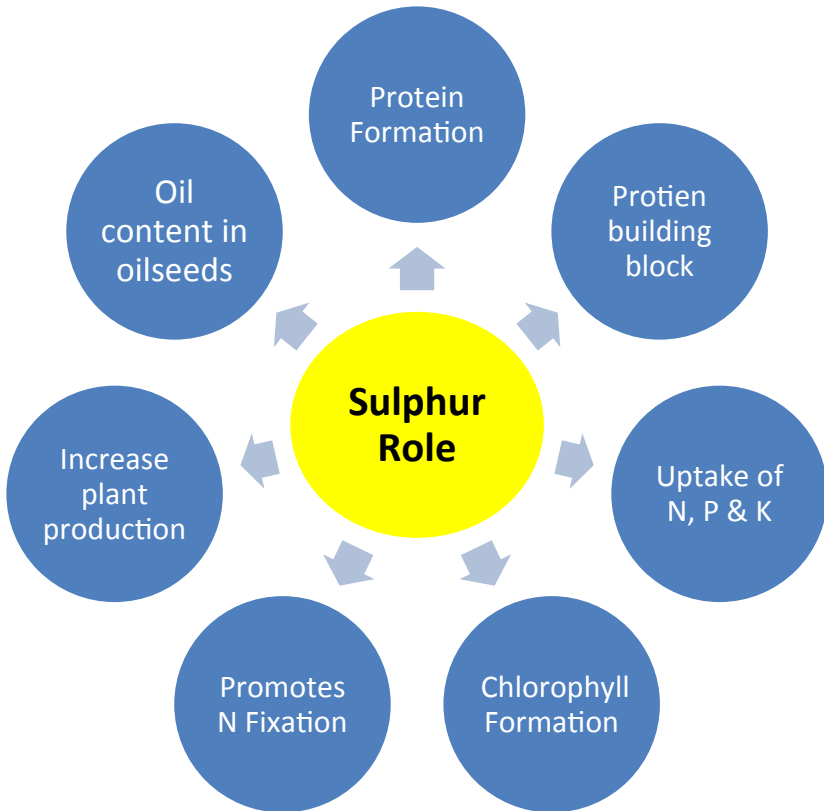 Protein
Formation
Protien
building
block
Uptake of
N, P & K
Chlorophyll
Formation
Promotes
N Fixation
Increase
plant
production
Oil
content in
oilseeds
Sulphur
Role